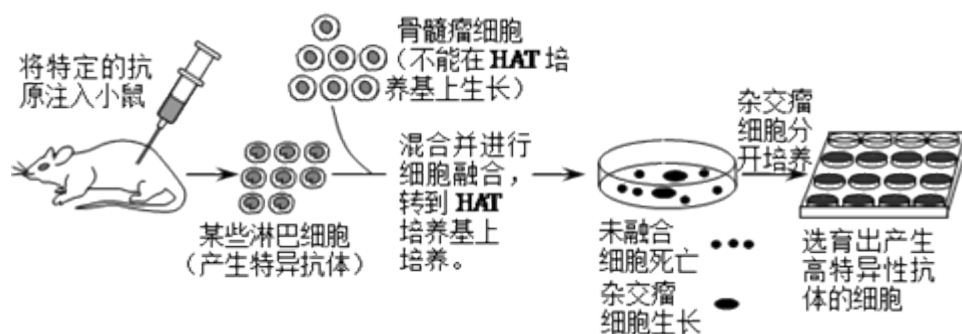 将特定的抗
原注入小鼠
骨髓瘤细胞
（不能在HAT培
养基上生长）
某些淋巴细胞
（产生特异抗体）
混合并进行
细胞融合，
转到HAT
培养基上
培养。
未融合
细胞死亡
杂交瘤
细胞生长
杂交瘤
细胞分
开培养
选育出产生
高特异性抗
体的细胞